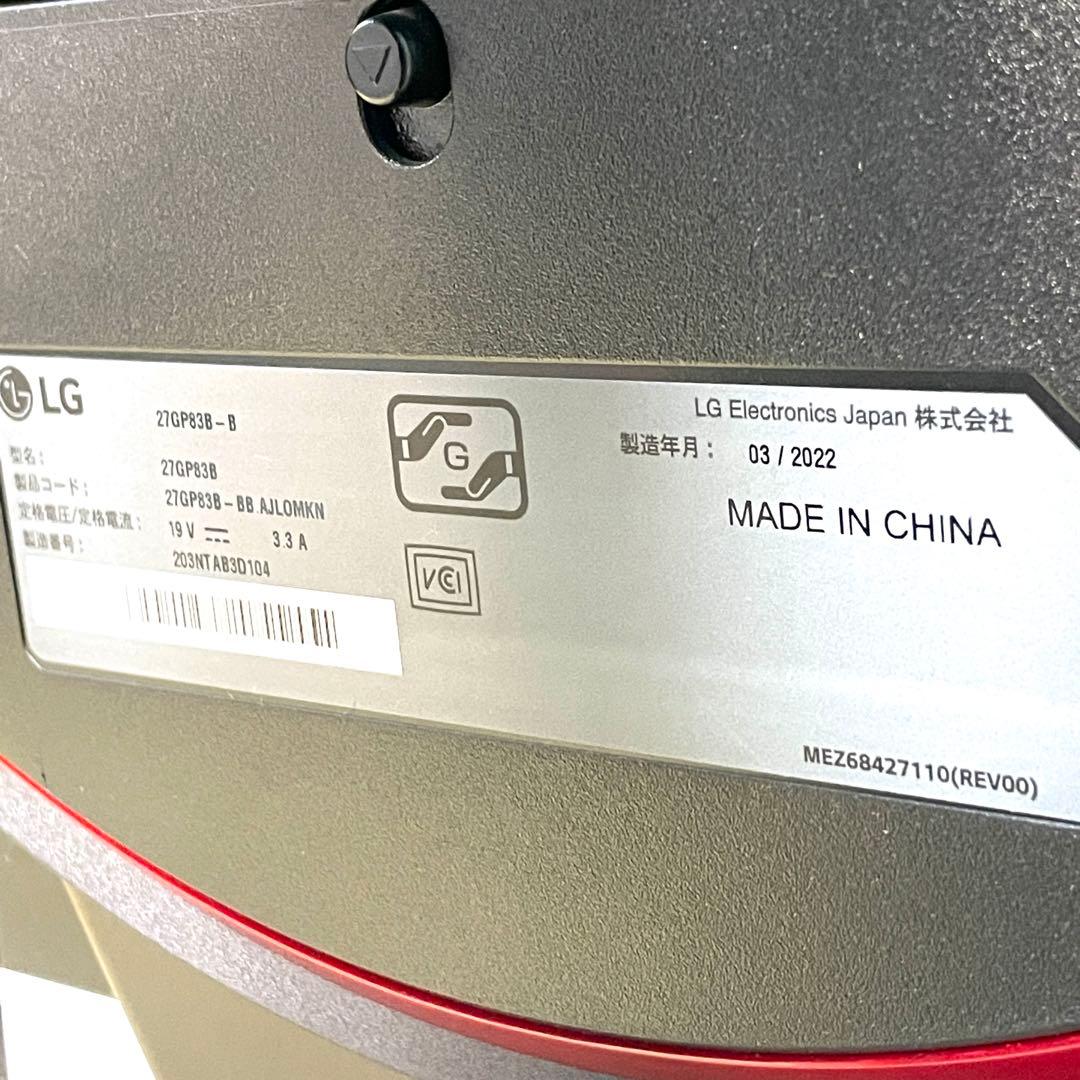 LG
27GP83B-B
型名: 27GP83B
製品コード: 27GP83B-BB.AJLOMKN
定格電圧/定格電流: 19 V 3.3 A
製造番号: 203NTAB3D104
G
VCCI
LG Electronics Japan 株式会社
製造年月: 03 / 2022
MADE IN CHINA
MEZ68427110(REV00)